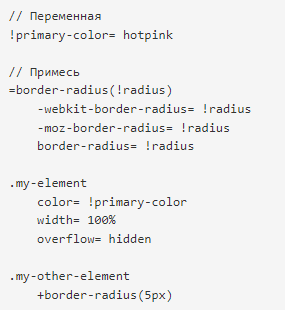 // Переменная
!primary-color= hotpink

// Примесь
=border-radius(!radius)
    -webkit-border-radius= !radius
    -moz-border-radius= !radius
    border-radius= !radius

.my-element
    color= !primary-color
    width= 100%
    overflow= hidden

.my-other-element
    +border-radius(5px)